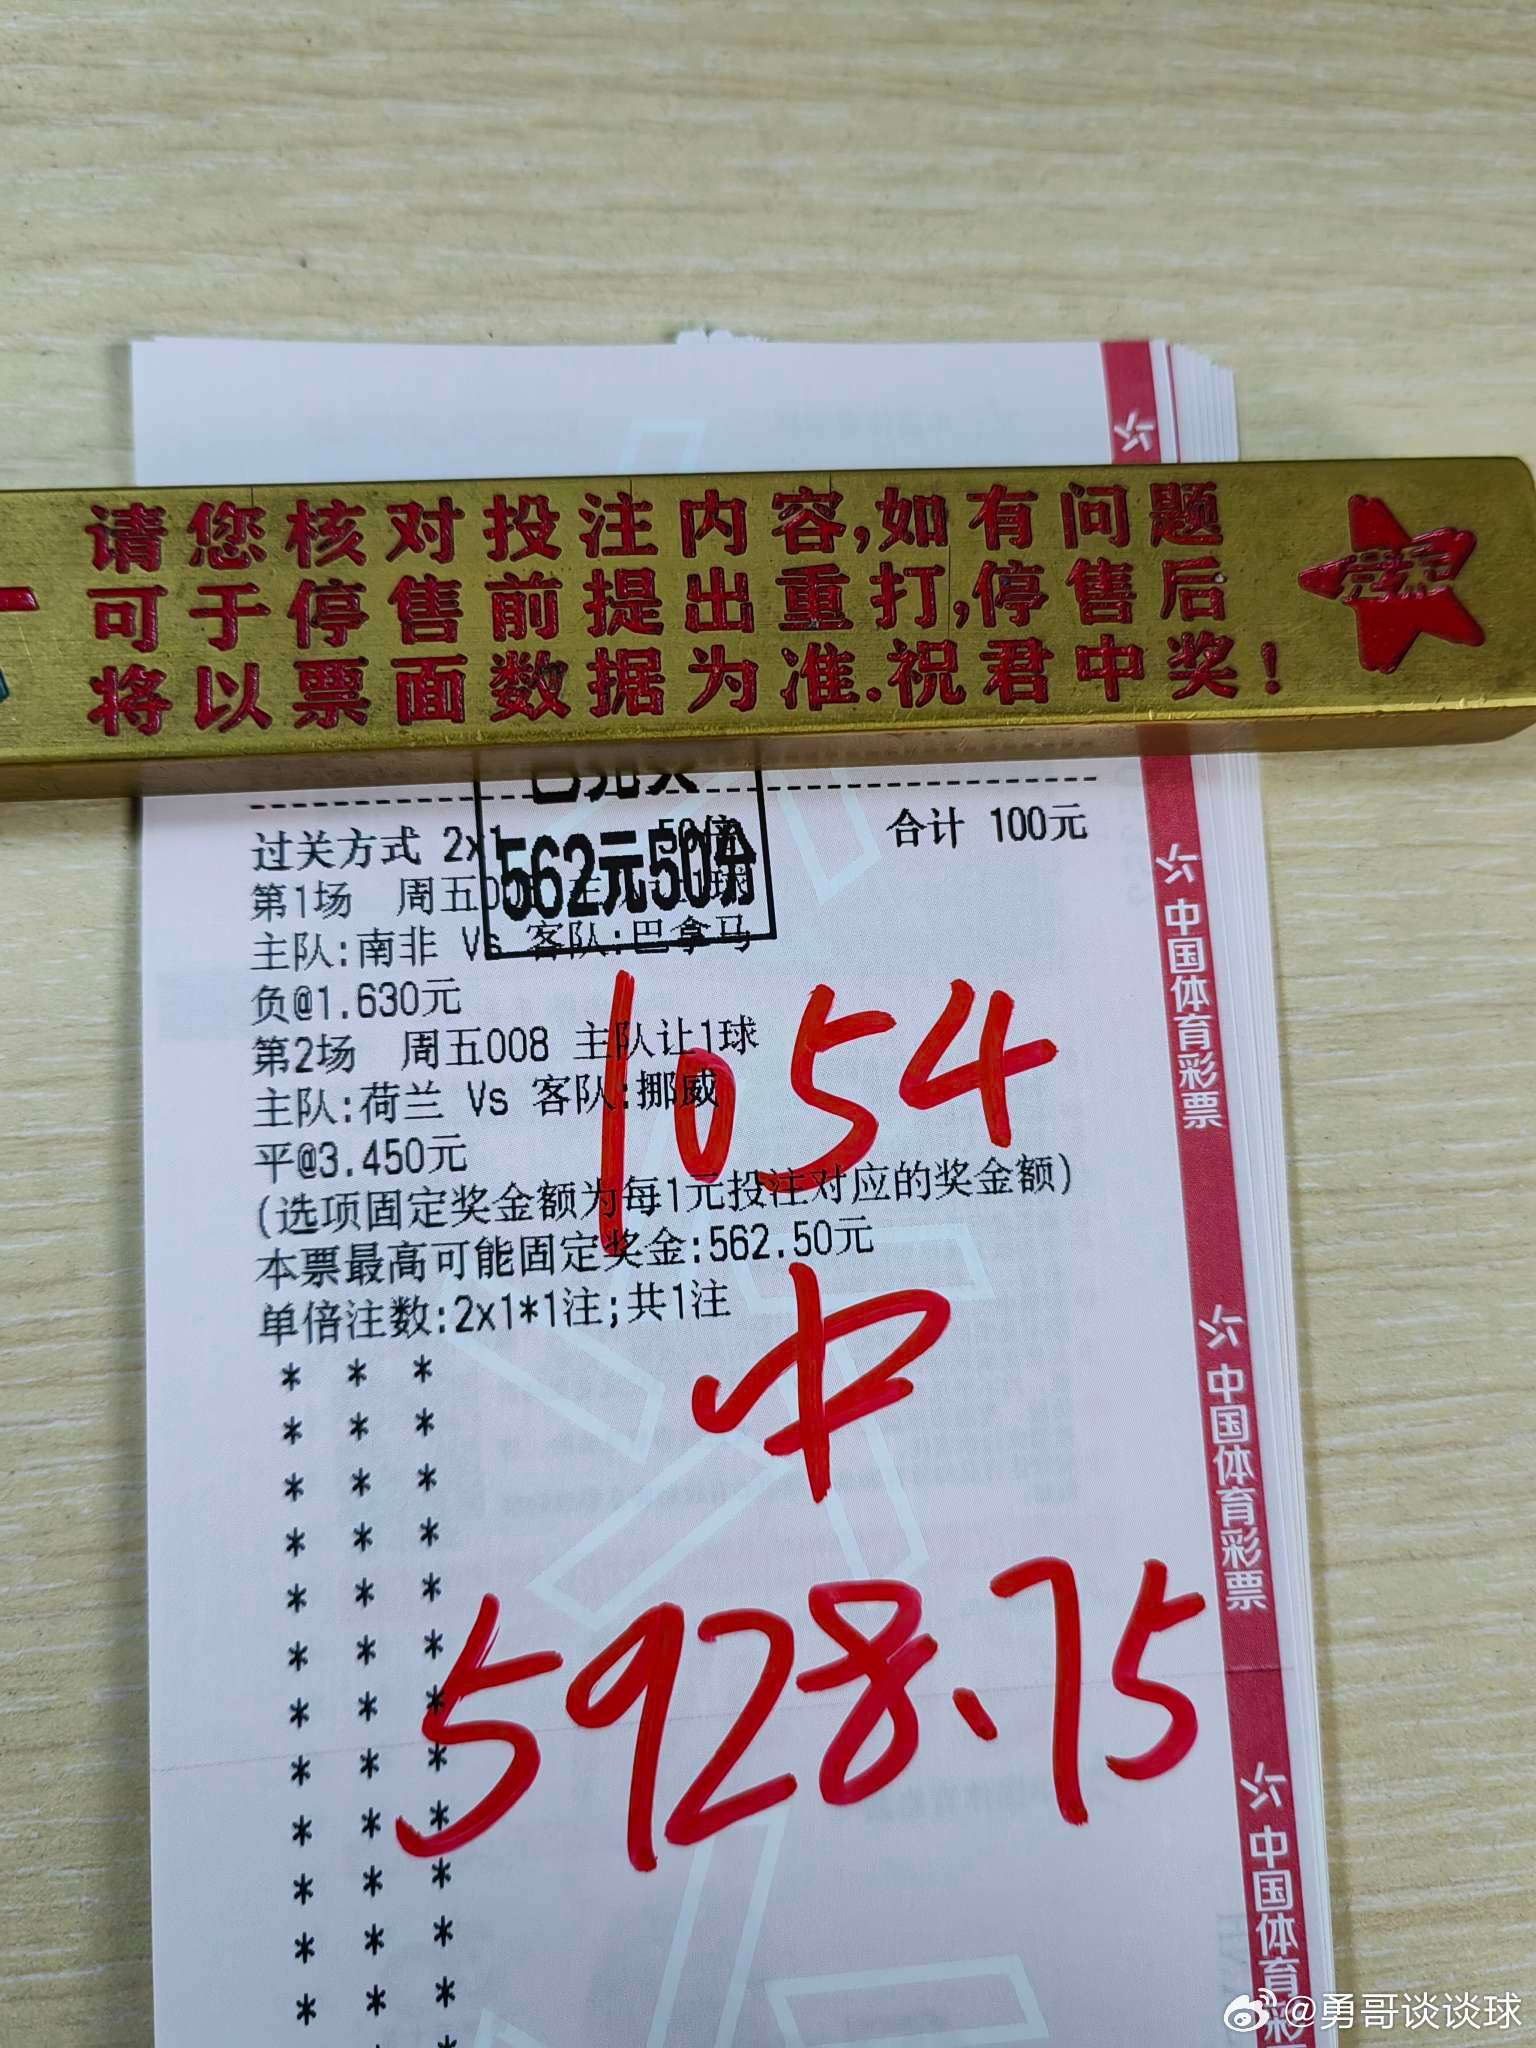 请您核对投注内容,如有问题
可于停售前提出重打,停售后
将以票面数据为准.祝君中奖!
562元50分
过关方式 2x1 50倍 合计 100元
第1场 周五
主队:南非 Vs 客队:巴拿马
负@1.630元
第2场 周五008 主队让1球
主队:荷兰 Vs 客队:挪威
平@3.450元
(选项固定奖金额为每1元投注对应的奖金额)
本票最高可能固定奖金:562.50元
单倍注数:2x1*1注;共1注
* * *
* * *
* * *
* * *
* * *
* * *
* * *
* * *
* * *
* * *
* * *
* * *
1054
中
5928.75
中国体育彩票
中国体育彩票
中国体育彩
@勇哥谈谈球